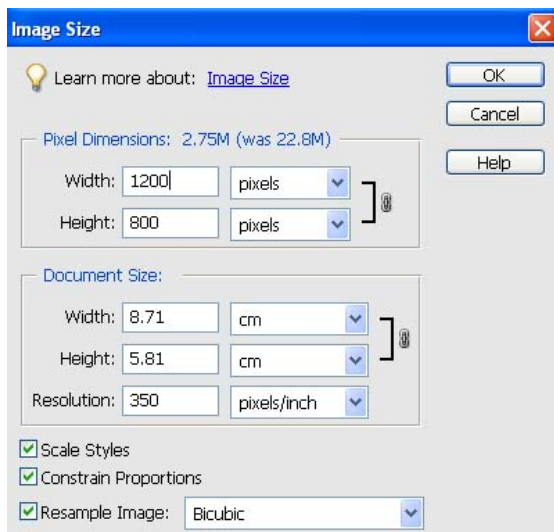 Image Size
Learn more about: Image Size
OK
Cancel
Help
Pixel Dimensions: 2.75M (was 22.8M)
Width: 1200 pixels
Height: 800 pixels
Document Size:
Width: 8.71 cm
Height: 5.81 cm
Resolution: 350 pixels/inch
Scale Styles
Constrain Proportions
Resample Image: Bicubic